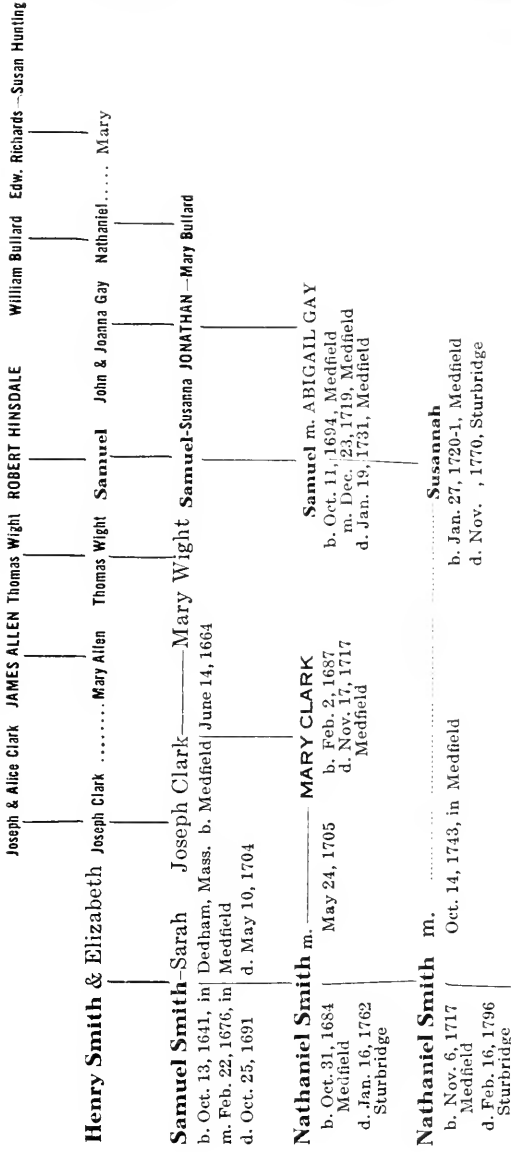 Joseph & Alice Clark JAMES ALLEN Thomas Wight ROBERT HINSDALE William Bullard Edw. Richards—Susan Hunting
Henry Smith & Elizabeth Joseph Clark ........ Mary Allen Thomas Wight Samuel John & Joanna Gay Nathaniel...... Mary
Samuel Smith–Sarah Joseph Clark———Mary Wight Samuel-Susanna JONATHAN—Mary Bullard
b. Oct. 13, 1641, in Dedham, Mass. b. Medfield June 14, 1664
m. Feb. 22, 1676, in Medfield
d. Oct. 25, 1691 d. May 10, 1704
Nathaniel Smith m. ——— MARY CLARK Samuel m. ABIGAIL GAY
b. Oct. 31, 1684 May 24, 1705 b. Feb. 2, 1687 b. Oct. 11, 1694, Medfield
Medfield d. Nov. 17, 1717 m. Dec. 23, 1719, Medfield
d. Jan. 16, 1762 Medfield d. Jan. 19, 1731, Medfield
Sturbridge
Nathaniel Smith m. ........ Susannah
b. Nov. 6, 1717 Oct. 14, 1743, in Medfield b. Jan. 27, 1720-1, Medfield
Medfield d. Nov. , 1770, Sturbridge
d. Feb. 16, 1796
Sturbridge